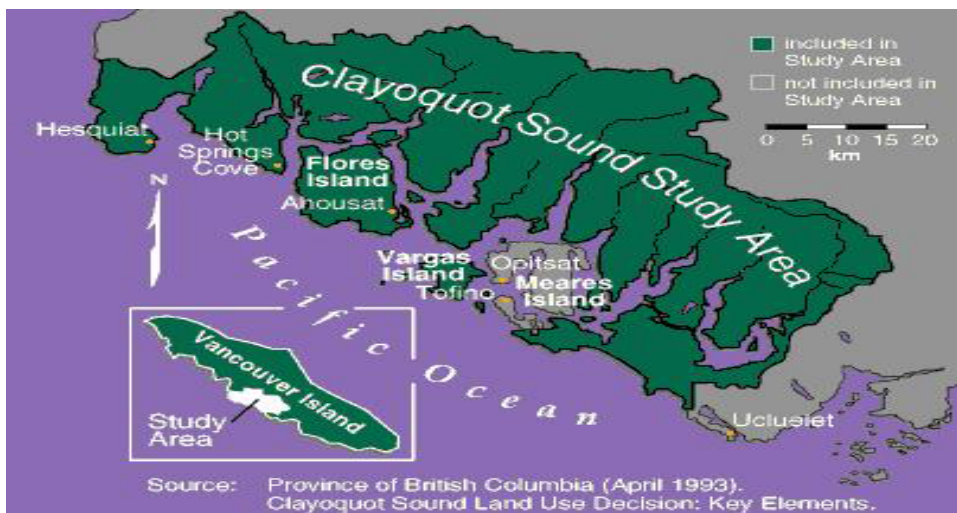 Clayoquot Sound Study Area
included in
Study Area
not included in
Study Area
0 5 10 15 20
km
Hesquiat
Hot
Springs
Cove
Flores
Island
Ahousat
N
Vargas
Island
Opitsat
Tofino
Meares
Island
Pacific Ocean
Vancouver Island
Study
Area
Ucluelet
Source: Province of British Columbia (April 1993).
Clayoquot Sound Land Use Decision: Key Elements.